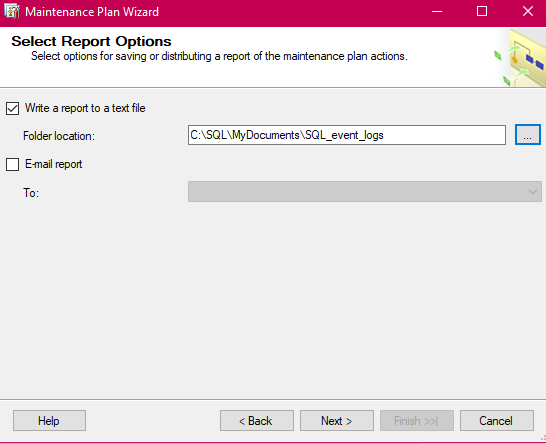 Maintenance Plan Wizard
Select Report Options
Select options for saving or distributing a report of the maintenance plan actions.
Write a report to a text file
Folder location:
C:\SQL\MyDocuments\SQL_event_logs
...
E-mail report
To:
Help
< Back
Next >
Finish >>|
Cancel